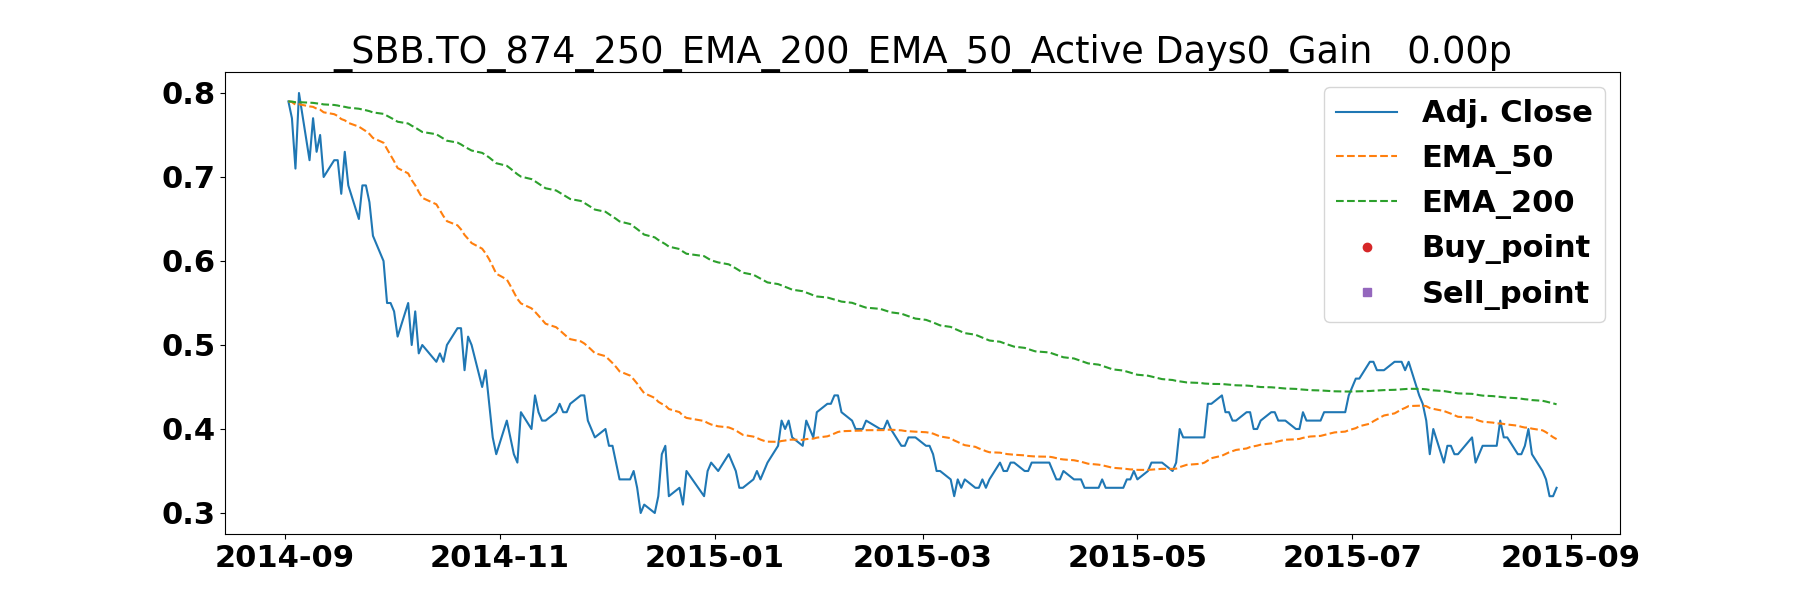 _SBB.TO_874_250_EMA_200_EMA_50_Active Days0_Gain   0.00p
0.8
0.7
0.6
0.5
0.4
0.3
Adj. Close
EMA_50
EMA_200
Buy_point
Sell_point
2014-09 2014-11 2015-01 2015-03 2015-05 2015-07 2015-09